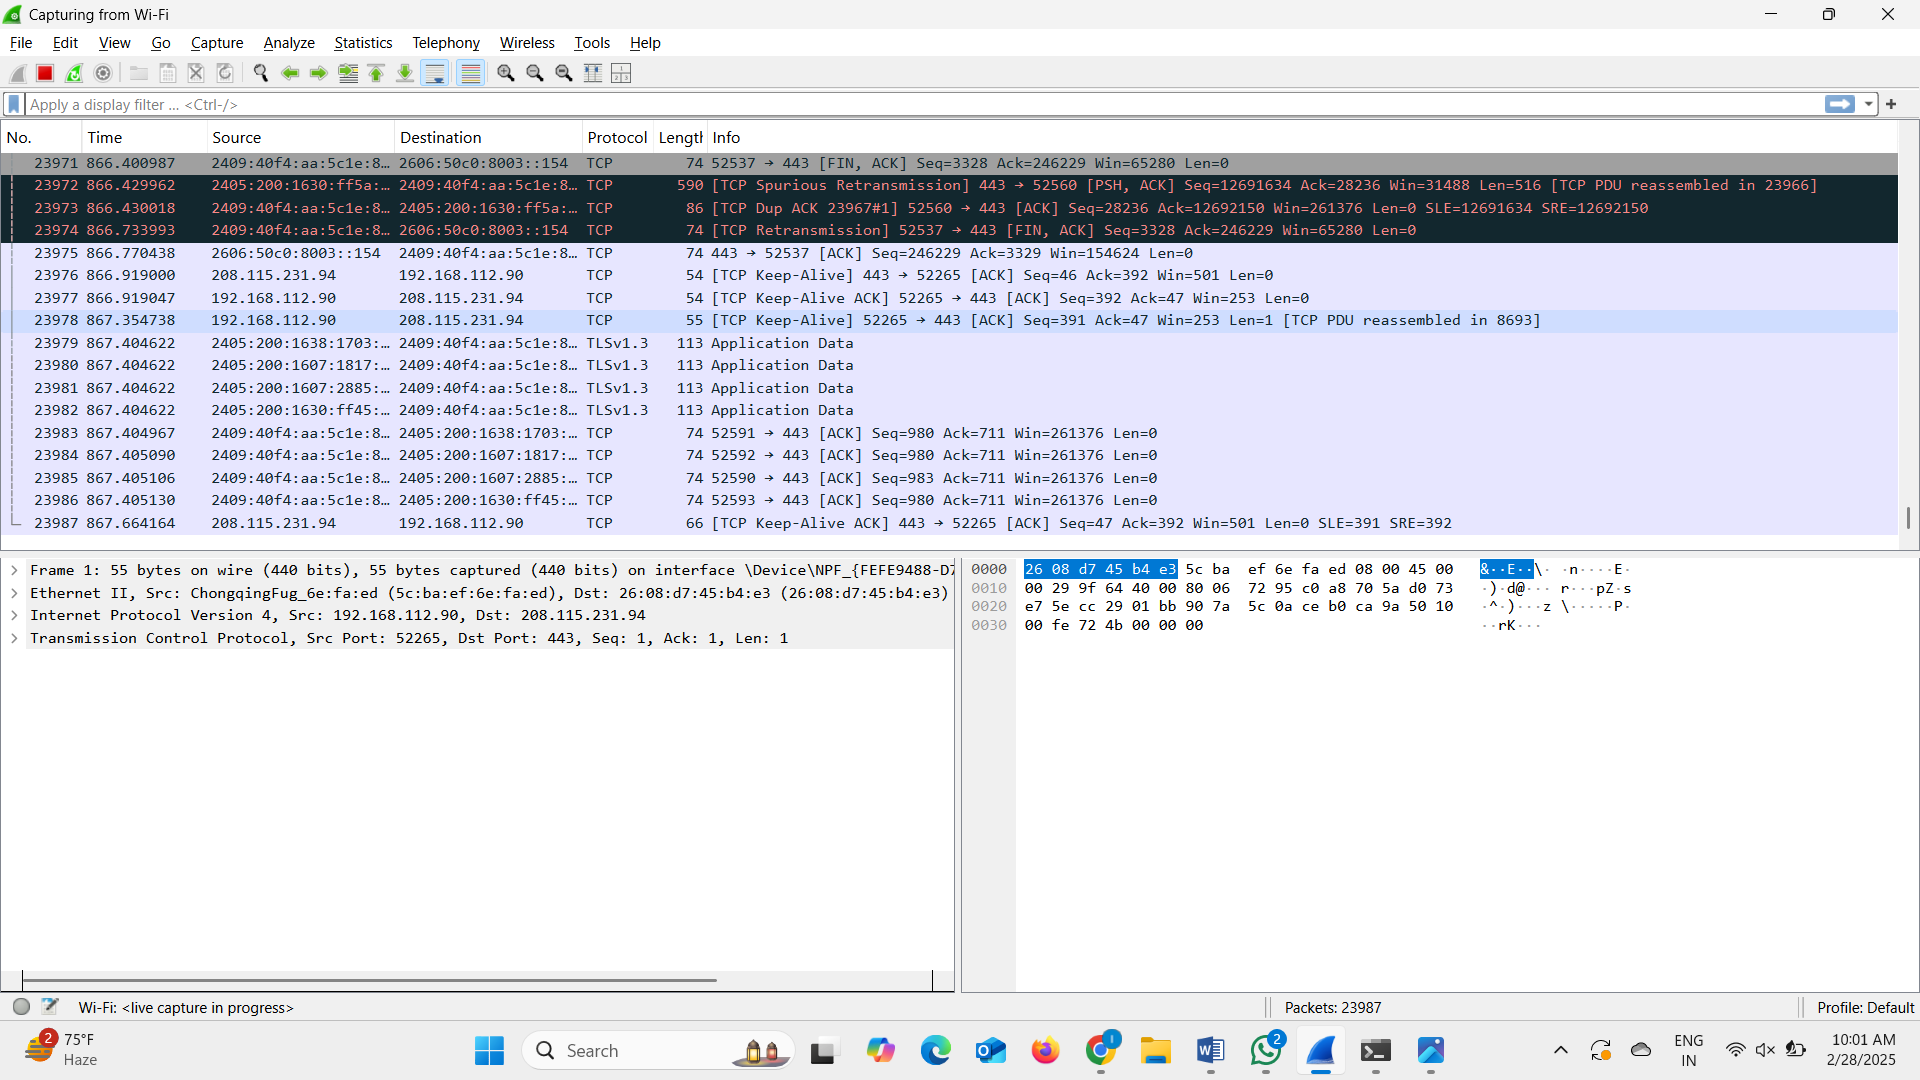 Capturing from Wi-Fi
File Edit View Go Capture Analyze Statistics Telephony Wireless Tools Help
Apply a display filter ... <Ctrl-/>
No. Time Source Destination Protocol Length Info
23971 866.400987 2409:40f4:aa:5c1e:8… 2606:50c0:8003::154 TCP 74 52537 → 443 [FIN, ACK] Seq=3328 Ack=246229 Win=65280 Len=0
23972 866.429962 2405:200:1630:ff5a:… 2409:40f4:aa:5c1e:8… TCP 590 [TCP Spurious Retransmission] 443 → 52560 [PSH, ACK] Seq=12691634 Ack=28236 Win=31488 Len=516 [TCP PDU reassembled in 23966]
23973 866.430018 2409:40f4:aa:5c1e:8… 2405:200:1630:ff5a:… TCP 86 [TCP Dup ACK 23967#1] 52560 → 443 [ACK] Seq=28236 Ack=12692150 Win=261376 Len=0 SLE=12691634 SRE=12692150
23974 866.733993 2409:40f4:aa:5c1e:8… 2606:50c0:8003::154 TCP 74 [TCP Retransmission] 52537 → 443 [FIN, ACK] Seq=3328 Ack=246229 Win=65280 Len=0
23975 866.770438 2606:50c0:8003::154 2409:40f4:aa:5c1e:8… TCP 74 443 → 52537 [ACK] Seq=246229 Ack=3329 Win=154624 Len=0
23976 866.919000 208.115.231.94 192.168.112.90 TCP 54 [TCP Keep-Alive] 443 → 52265 [ACK] Seq=46 Ack=392 Win=501 Len=0
23977 866.919047 192.168.112.90 208.115.231.94 TCP 54 [TCP Keep-Alive ACK] 52265 → 443 [ACK] Seq=392 Ack=47 Win=253 Len=0
23978 867.354738 192.168.112.90 208.115.231.94 TCP 55 [TCP Keep-Alive] 52265 → 443 [ACK] Seq=391 Ack=47 Win=253 Len=1 [TCP PDU reassembled in 8693]
23979 867.404622 2405:200:1638:1703:… 2409:40f4:aa:5c1e:8… TLSv1.3 113 Application Data
23980 867.404622 2405:200:1607:1817:… 2409:40f4:aa:5c1e:8… TLSv1.3 113 Application Data
23981 867.404622 2405:200:1607:2885:… 2409:40f4:aa:5c1e:8… TLSv1.3 113 Application Data
23982 867.404622 2405:200:1630:ff45:… 2409:40f4:aa:5c1e:8… TLSv1.3 113 Application Data
23983 867.404967 2409:40f4:aa:5c1e:8… 2405:200:1638:1703:… TCP 74 52591 → 443 [ACK] Seq=980 Ack=711 Win=261376 Len=0
23984 867.405090 2409:40f4:aa:5c1e:8… 2405:200:1607:1817:… TCP 74 52592 → 443 [ACK] Seq=980 Ack=711 Win=261376 Len=0
23985 867.405106 2409:40f4:aa:5c1e:8… 2405:200:1607:2885:… TCP 74 52590 → 443 [ACK] Seq=983 Ack=711 Win=261376 Len=0
23986 867.405130 2409:40f4:aa:5c1e:8… 2405:200:1630:ff45:… TCP 74 52593 → 443 [ACK] Seq=980 Ack=711 Win=261376 Len=0
23987 867.664164 208.115.231.94 192.168.112.90 TCP 66 [TCP Keep-Alive ACK] 443 → 52265 [ACK] Seq=47 Ack=392 Win=501 Len=0 SLE=391 SRE=392
Frame 1: 55 bytes on wire (440 bits), 55 bytes captured (440 bits) on interface \Device\NPF_{FEFE9488-D7
Ethernet II, Src: ChongqingFug_6e:fa:ed (5c:ba:ef:6e:fa:ed), Dst: 26:08:d7:45:b4:e3 (26:08:d7:45:b4:e3)
Internet Protocol Version 4, Src: 192.168.112.90, Dst: 208.115.231.94
Transmission Control Protocol, Src Port: 52265, Dst Port: 443, Seq: 1, Ack: 1, Len: 1
0000 26 08 d7 45 b4 e3 5c ba ef 6e fa ed 08 00 45 00 &··E··\· ·n····E·
0010 00 29 9f 64 40 00 80 06 72 95 c0 a8 70 5a d0 73 ·)·d@··· r···pZ·s
0020 e7 5e cc 29 01 bb 90 7a 5c 0a ce b0 ca 9a 50 10 ·^·)···z \·····P·
0030 00 fe 72 4b 00 00 00 ··rK···
Wi-Fi: <live capture in progress> Packets: 23987 Profile: Default
2 75°F
Haze
Search
2
ENG
IN
10:01 AM
2/28/2025